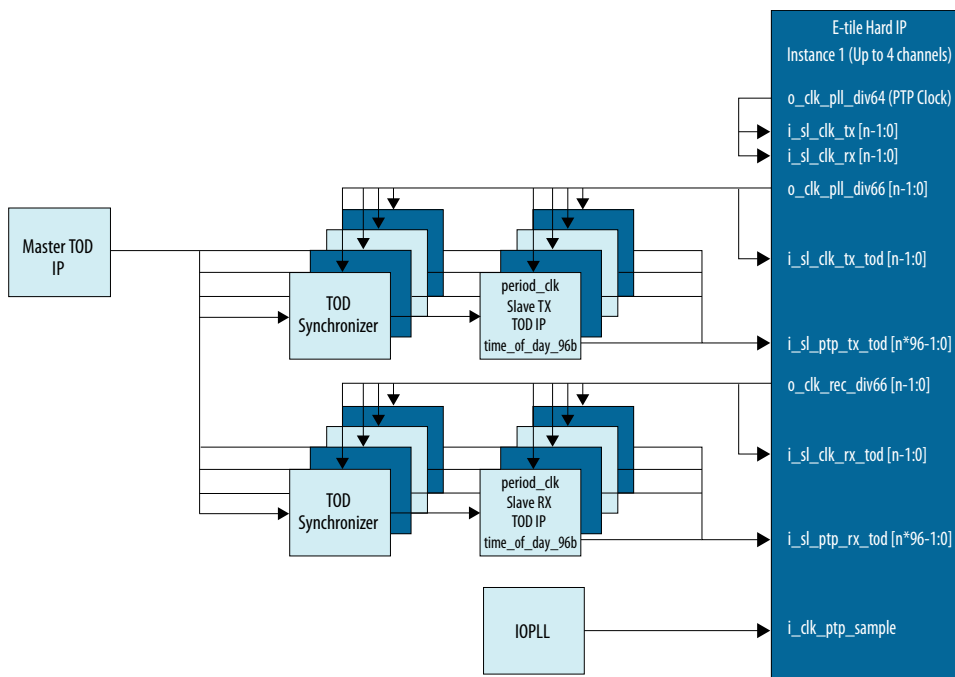 E-tile Hard IP
Instance 1 (Up to 4 channels)
o_clk_pll_div64 (PTP Clock)
i_sl_clk_tx [n-1:0]
i_sl_clk_rx [n-1:0]
o_clk_pll_div66 [n-1:0]
Master TOD
IP
i_sl_clk_tx_tod [n-1:0]
TOD
Synchronizer
period_clk
Slave TX
TOD IP
time_of_day_96b
i_sl_ptp_tx_tod [n*96-1:0]
o_clk_rec_div66 [n-1:0]
i_sl_clk_rx_tod [n-1:0]
TOD
Synchronizer
period_clk
Slave RX
TOD IP
time_of_day_96b
i_sl_ptp_rx_tod [n*96-1:0]
IOPLL
i_clk_ptp_sample